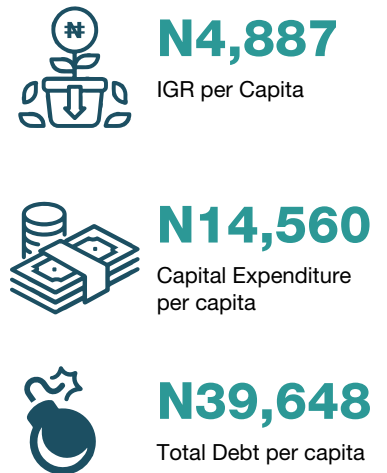 ₦
N4,887
IGR per Capita
N14,560
Capital Expenditure
per capita
N39,648
Total Debt per capita